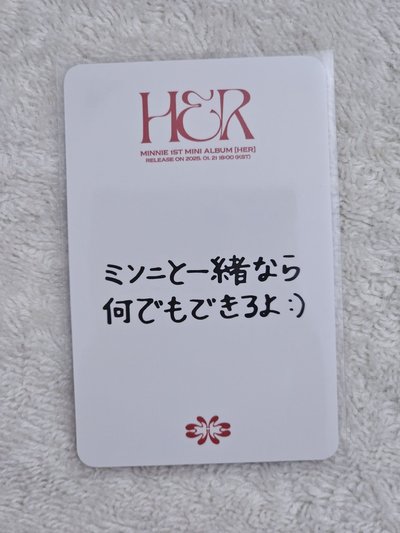 HER
MINNIE 1ST MINI ALBUM [HER]
RELEASE ON 2025. 01. 21 18:00 (KST)
ミソニと一緒なら
何でもできるよ :)